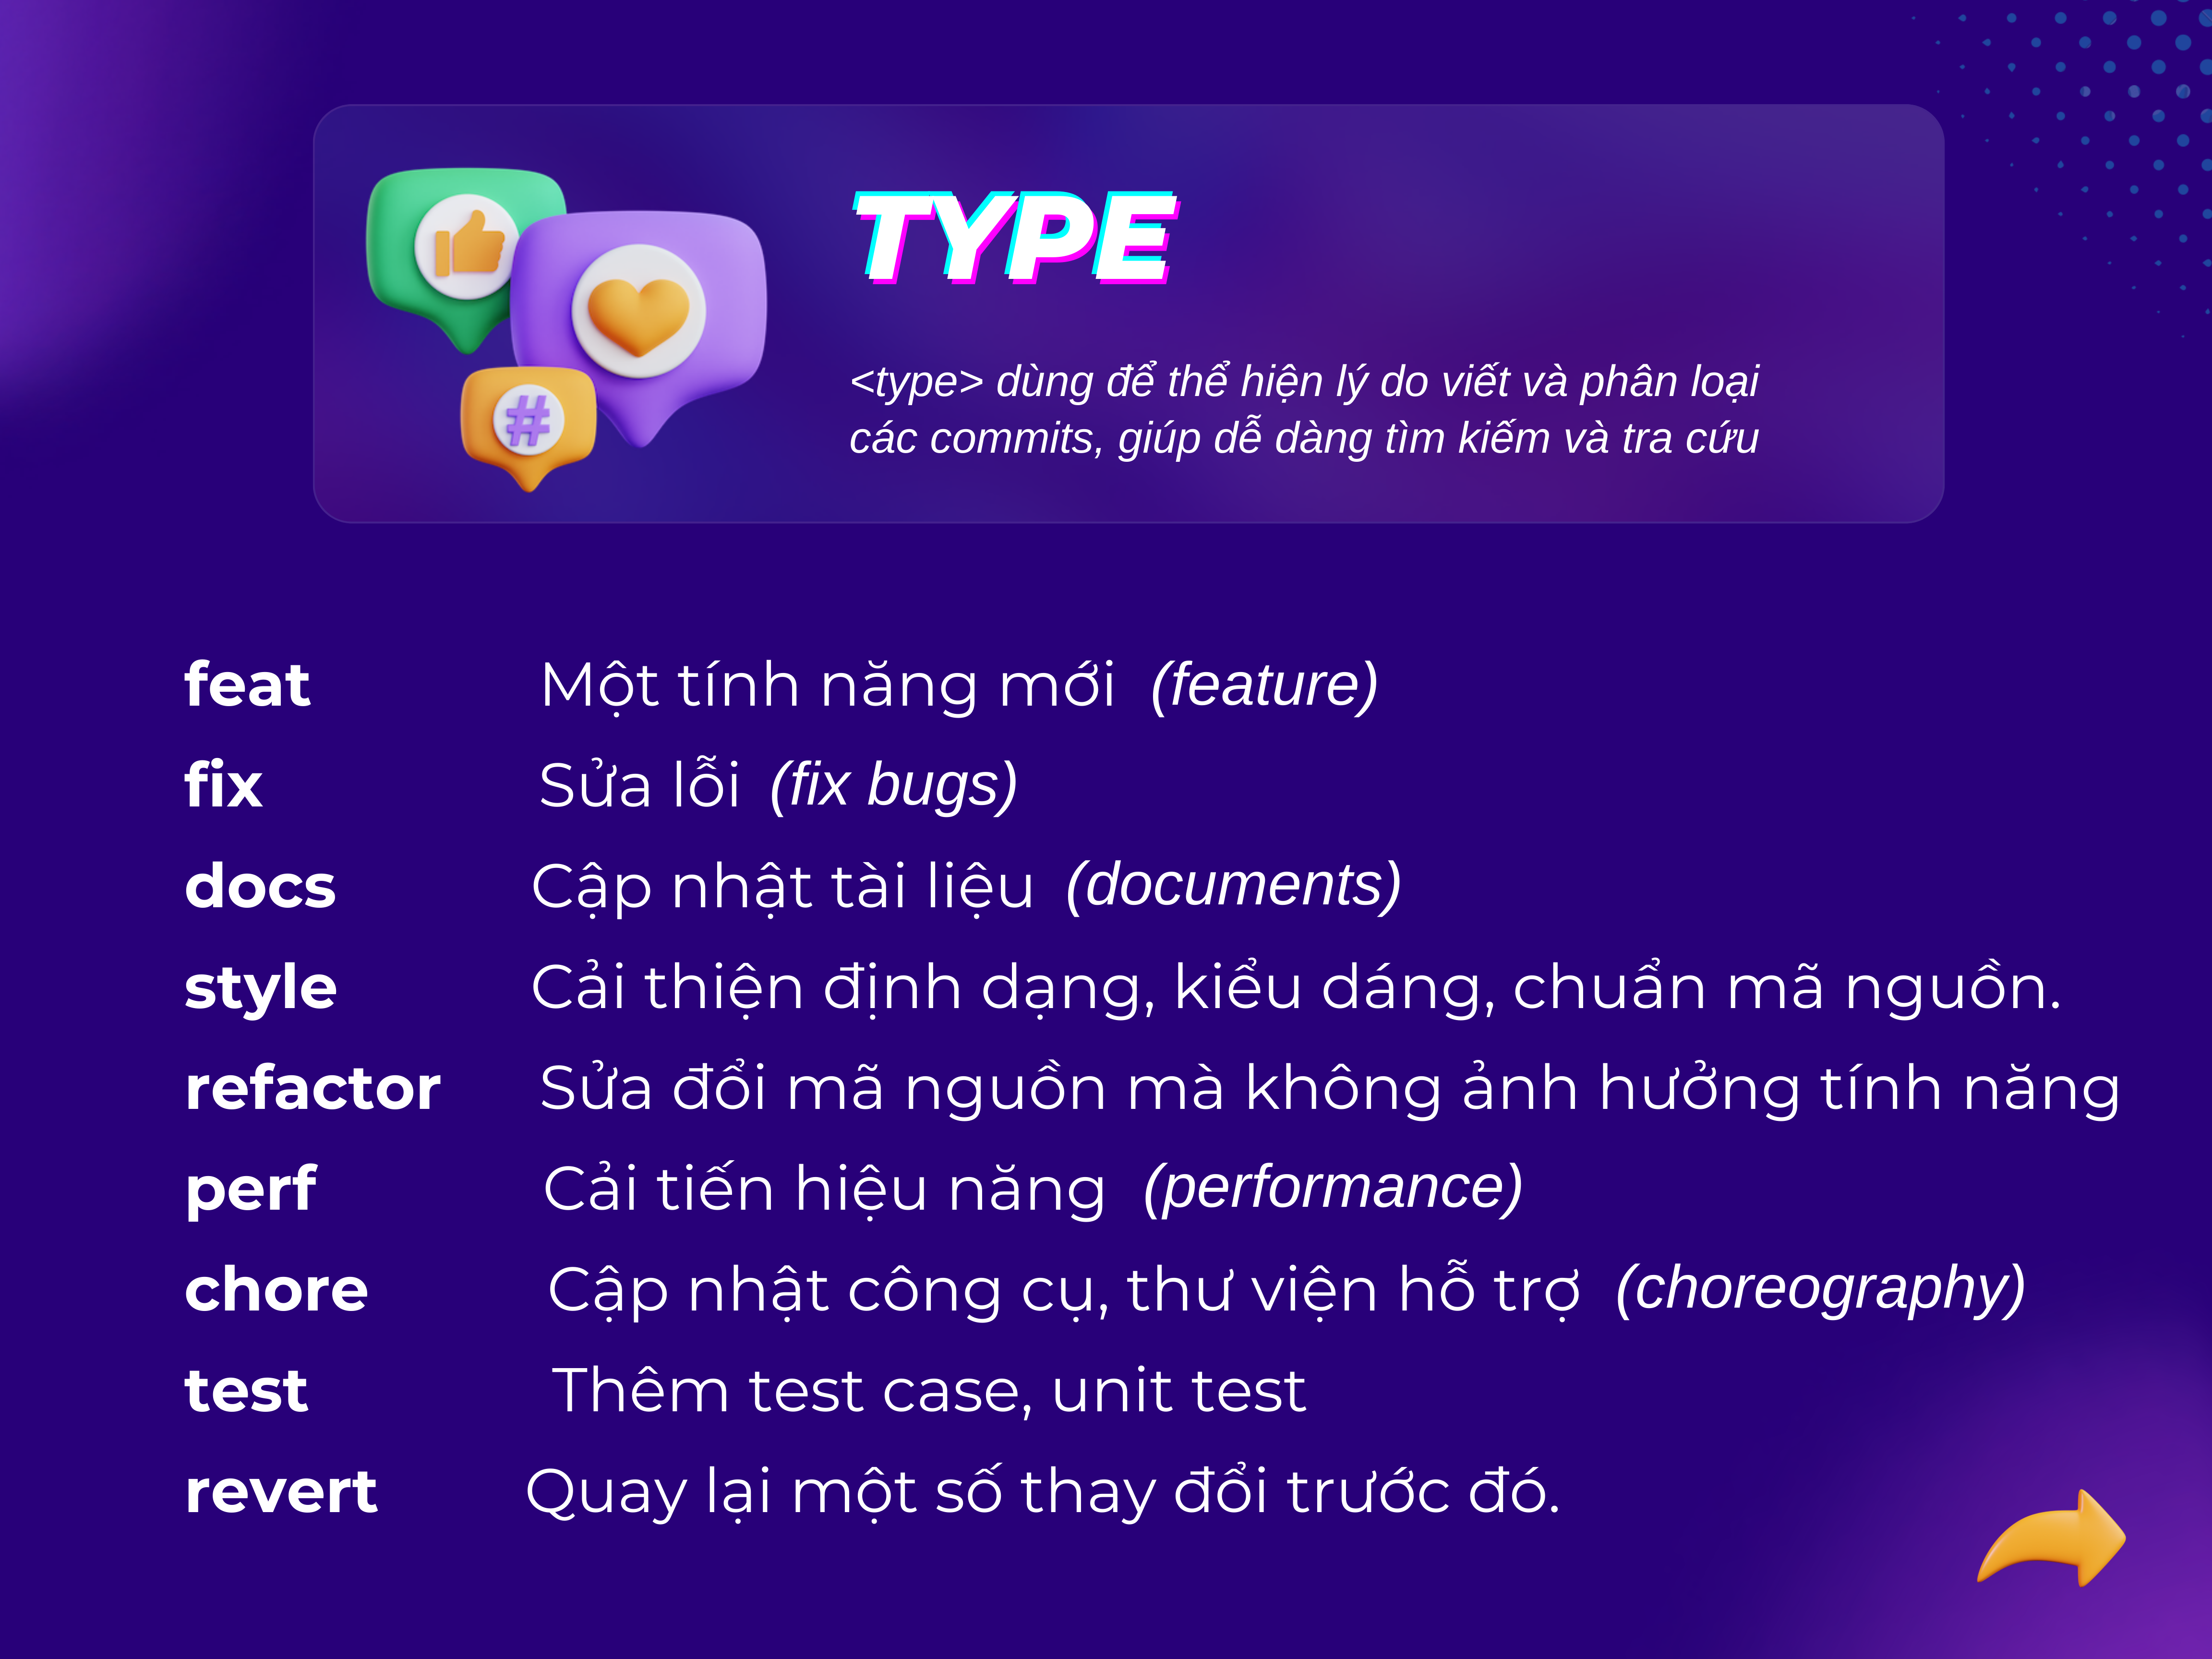 TYPE
<type> dùng để thể hiện lý do viết và phân loại
các commits, giúp dễ dàng tìm kiếm và tra cứu
#
feat Một tính năng mới (feature)
fix Sửa lỗi (fix bugs)
docs Cập nhật tài liệu (documents)
style Cải thiện định dạng, kiểu dáng, chuẩn mã nguồn.
refactor Sửa đổi mã nguồn mà không ảnh hưởng tính năng
perf Cải tiến hiệu năng (performance)
chore Cập nhật công cụ, thư viện hỗ trợ (choreography)
test Thêm test case, unit test
revert Quay lại một số thay đổi trước đó.